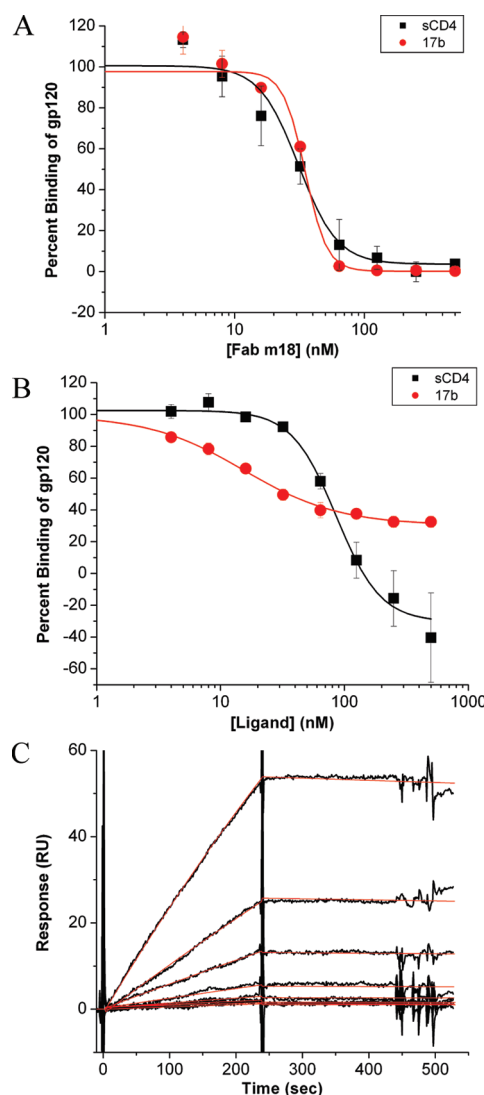 A
sCD4
17b
Percent Binding of gp120
120
100
80
60
40
20
0
-20
1
10
100
[Fab m18] (nM)
B
sCD4
17b
Percent Binding of gp120
120
100
80
60
40
20
0
-20
-40
-60
1
10
100
1000
[Ligand] (nM)
C
Response (RU)
60
40
20
0
0
100
200
300
400
500
Time (sec)